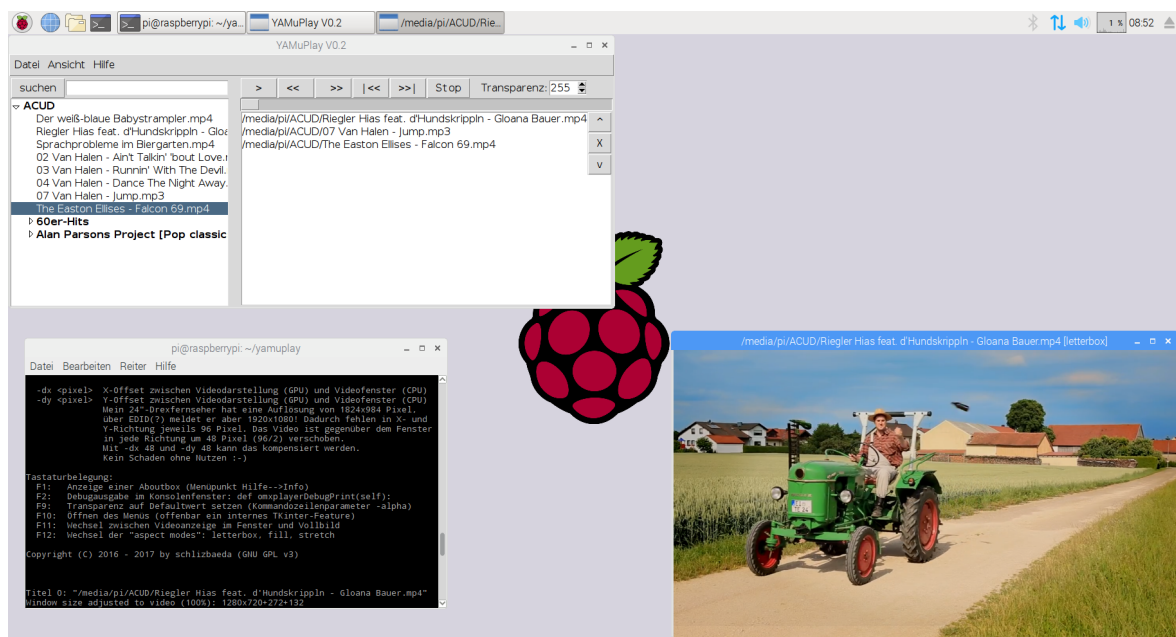 pi@raspberrypi: ~/ya...
YAMuPlay V0.2
/media/pi/ACUD/Rie...
1 %
08:52
YAMuPlay V0.2
Datei Ansicht Hilfe
suchen
>
<<
>>
|<<
>>|
Stop
Transparenz: 255
ACUD
Der weiß-blaue Babystrampler.mp4
Riegler Hias feat. d'Hundskrippln - Gloa
Sprachprobleme im Biergarten.mp4
02 Van Halen - Ain't Talkin' 'bout Love.r
03 Van Halen - Runnin' With The Devil.
04 Van Halen - Dance The Night Away.
07 Van Halen - Jump.mp3
The Easton Ellises - Falcon 69.mp4
60er-Hits
Alan Parsons Project [Pop classic
/media/pi/ACUD/Riegler Hias feat. d'Hundskrippln - Gloana Bauer.mp4
/media/pi/ACUD/07 Van Halen - Jump.mp3
/media/pi/ACUD/The Easton Ellises - Falcon 69.mp4
^
X
v
pi@raspberrypi: ~/yamuplay
Datei Bearbeiten Reiter Hilfe
-dx <pixel> X-Offset zwischen Videodarstellung (GPU) und Videofenster (CPU)
-dy <pixel> Y-Offset zwischen Videodarstellung (GPU) und Videofenster (CPU)
Mein 24"-Drexfernseher hat eine Auflösung von 1824x984 Pixel,
über EDID(?) meldet er aber 1920x1080! Dadurch fehlen in X- und
Y-Richtung jeweils 96 Pixel. Das Video ist gegenüber dem Fenster
in jede Richtung um 48 Pixel (96/2) verschoben.
Mit -dx 48 und -dy 48 kann das kompensiert werden.
Kein Schaden ohne Nutzen :-)
Tastaturbelegung:
F1: Anzeige einer Aboutbox (Menüpunkt Hilfe-->Info)
F2: Debugausgabe im Konsolenfenster: def omxplayerDebugPrint(self):
F9: Transparenz auf Defaultwert setzen (Kommandozeilenparameter -alpha)
F10: Öffnen des Menüs (offenbar ein internes TKinter-Feature)
F11: Wechsel zwischen Videoanzeige im Fenster und Vollbild
F12: Wechsel der "aspect modes": letterbox, fill, stretch
Copyright (C) 2016 - 2017 by schlizbaeda (GNU GPL v3)
Titel 0: "/media/pi/ACUD/Riegler Hias feat. d'Hundskrippln - Gloana Bauer.mp4"
Window size adjusted to video (100%): 1280x720+272+132
/media/pi/ACUD/Riegler Hias feat. d'Hundskrippln - Gloana Bauer.mp4 [letterbox]